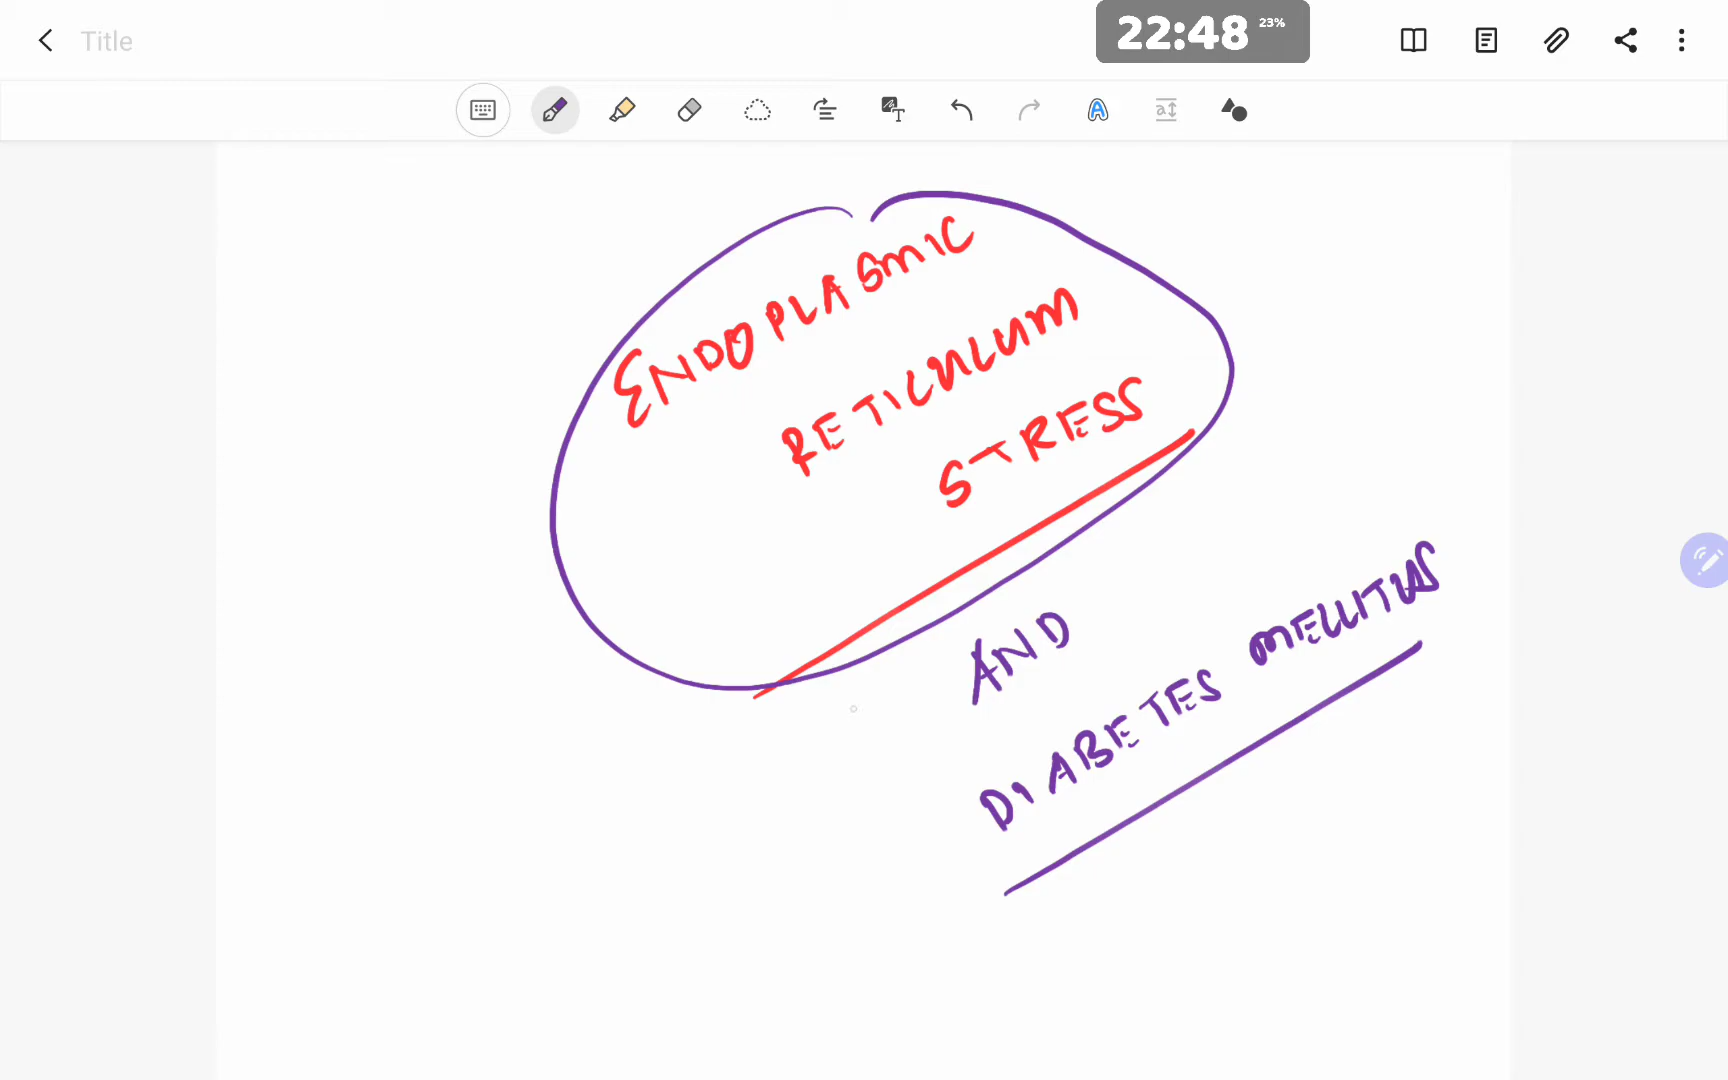 Title
22:48 23%
ENDOPLASMIC
RETICULUM
STRESS
AND
DIABETES MELLITUS